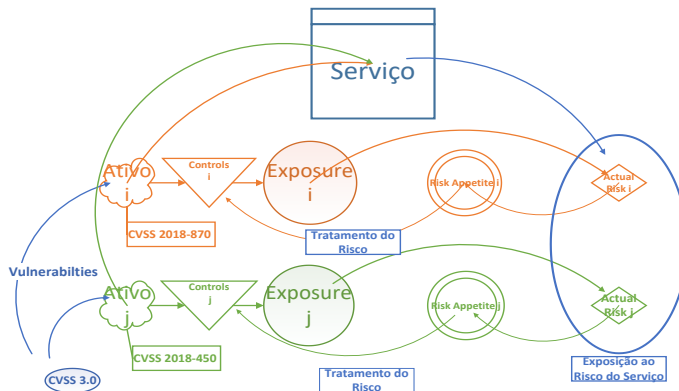 Serviço
Ativo
i
Controls
i
Exposure
i
Risk Appetite i
Actual
Risk i
CVSS 2018-870
Tratamento do
Risco
Vulnerabilties
Ativo
j
Controls
j
Exposure
j
Risk Appetite j
Actual
Risk j
CVSS 2018-450
CVSS 3.0
Tratamento do
Risco
Exposição ao
Risco do Serviço